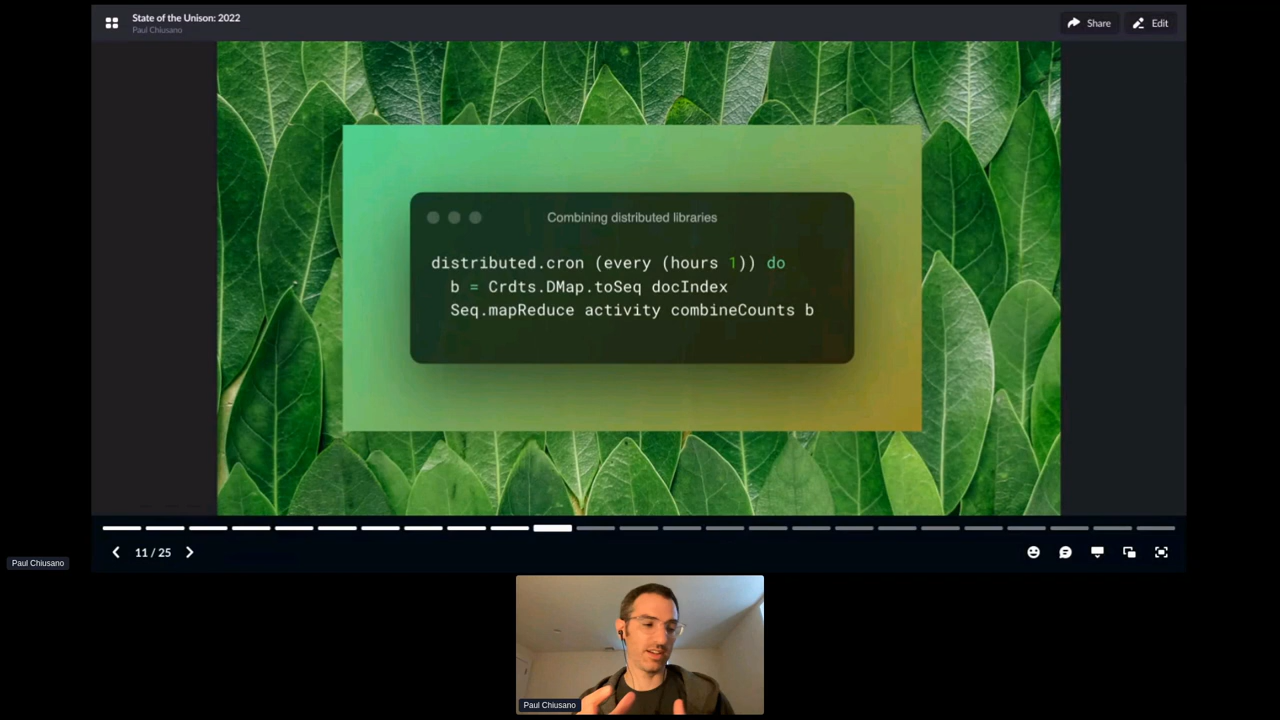 State of the Unison: 2022
Paul Chiusano
Share
Edit
Combining distributed libraries
distributed.cron (every (hours 1)) do
b = Crdts.DMap.toSeq docIndex
Seq.mapReduce activity combineCounts b
11 / 25
Paul Chiusano
Paul Chiusano